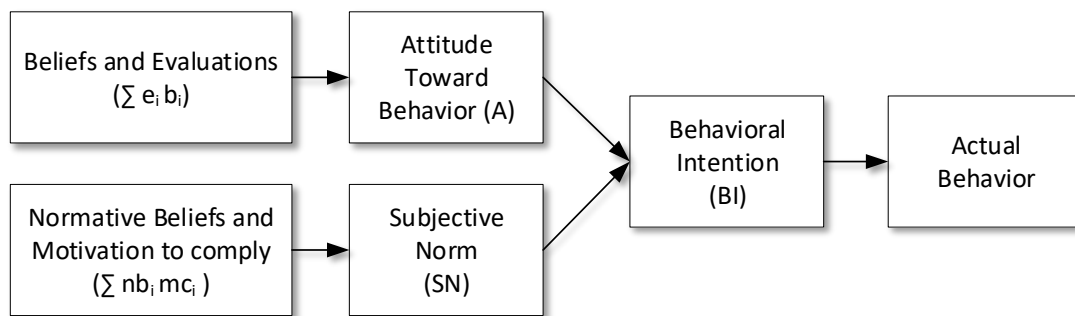 Beliefs and Evaluations
(∑ eᵢ bᵢ)
Attitude
Toward
Behavior (A)
Normative Beliefs and
Motivation to comply
(∑ nbᵢ mcᵢ )
Subjective
Norm
(SN)
Behavioral
Intention
(BI)
Actual
Behavior